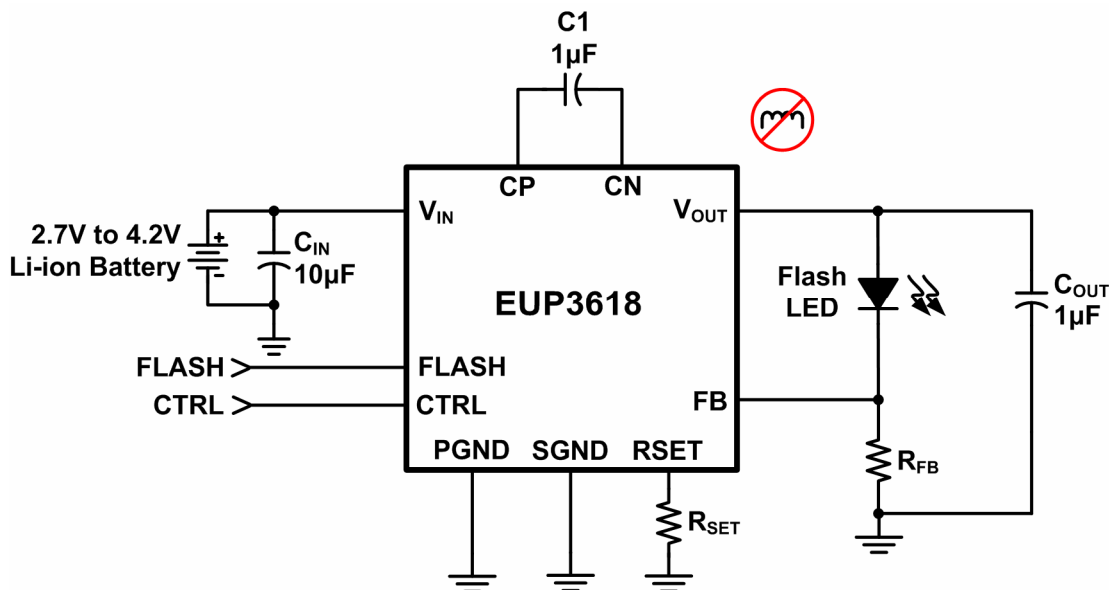 C1
1µF
CP
CN
VIN
VOUT
2.7V to 4.2V
Li-ion Battery
+
-
CIN
10µF
EUP3618
Flash
LED
COUT
1µF
FLASH
FLASH
CTRL
CTRL
FB
PGND
SGND
RSET
RFB
RSET